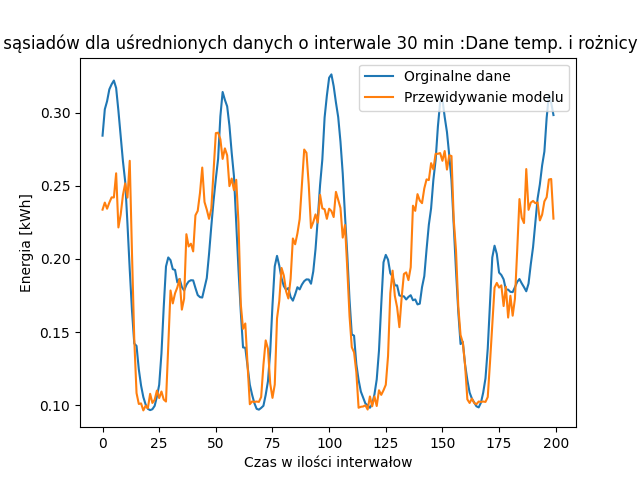 sąsiadów dla uśrednionych danych o interwale 30 min :Dane temp. i rożnicy
Orginalne dane
Przewidywanie modelu
Energia [kWh]
0.30
0.25
0.20
0.15
0.10
0 25 50 75 100 125 150 175 200
Czas w ilości interwałow